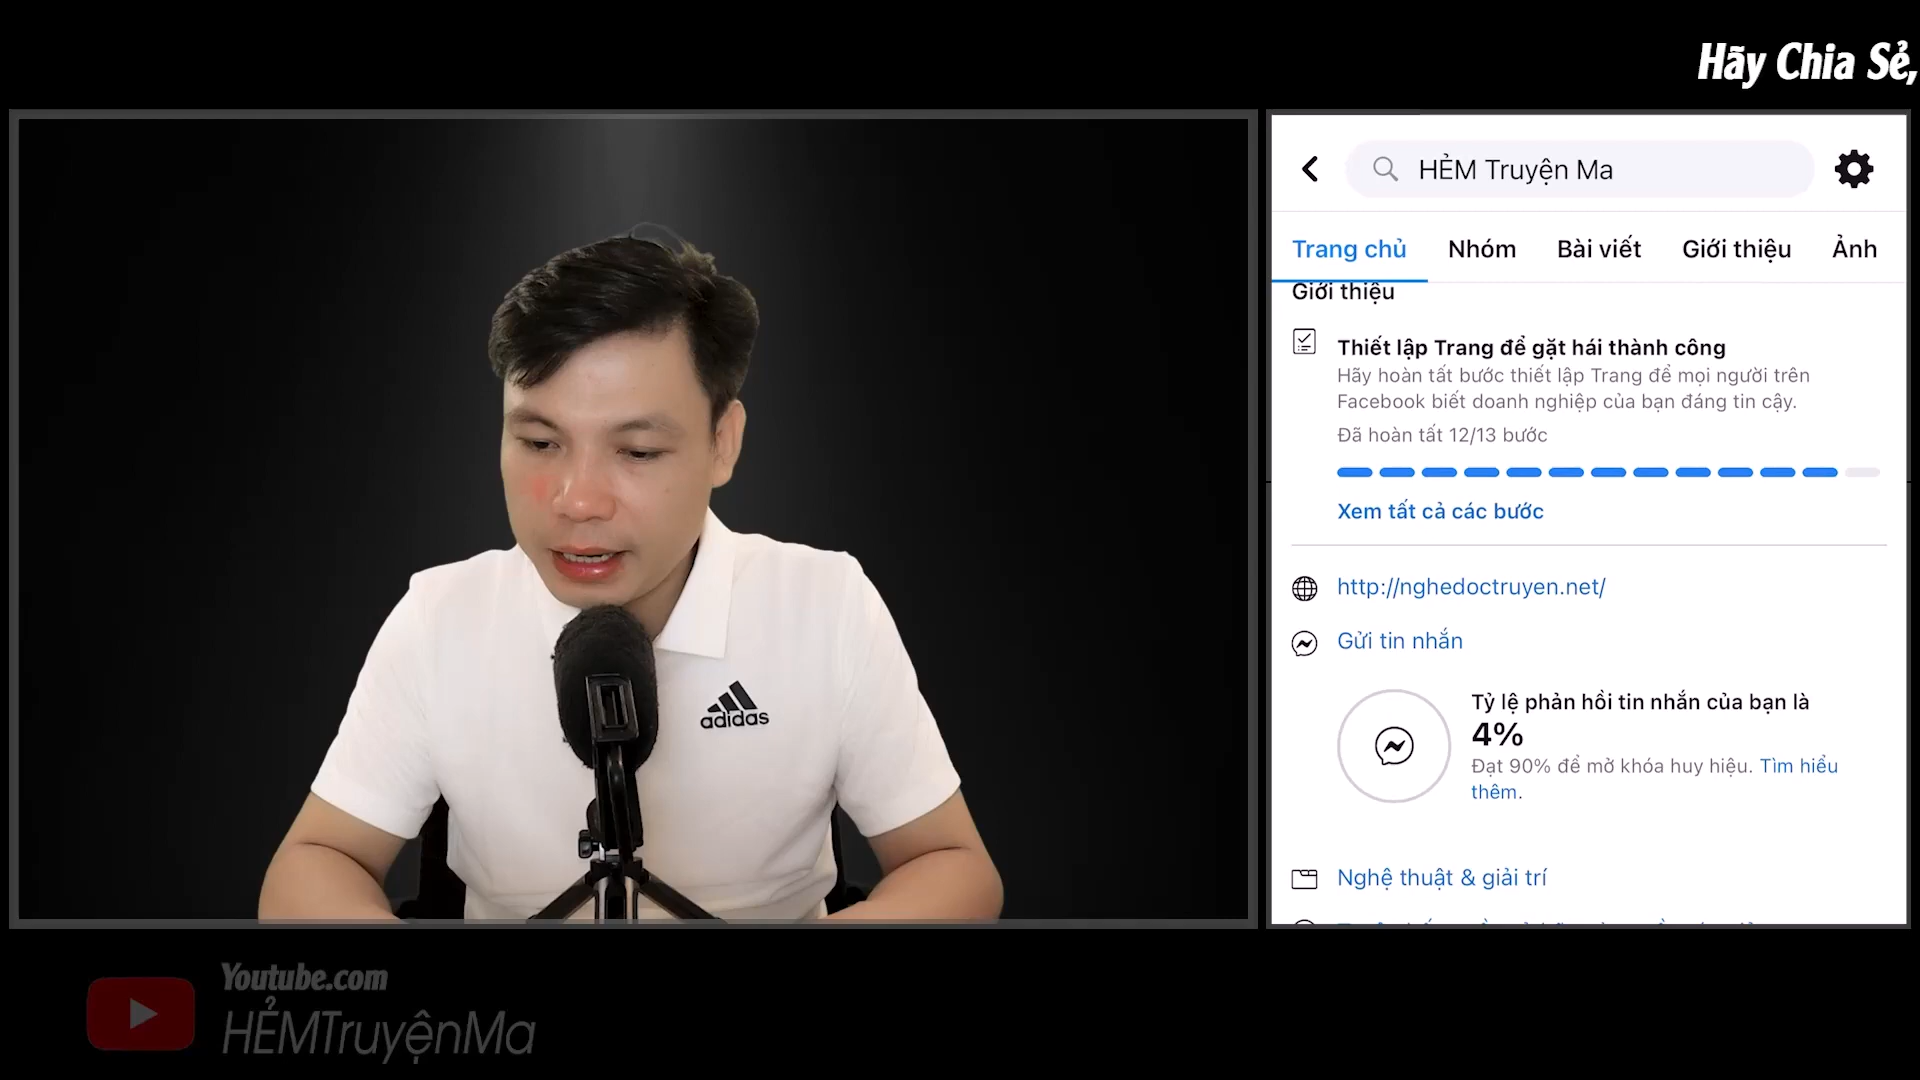 Hãy Chia Sẻ,
HẺM Truyện Ma
Trang chủ Nhóm Bài viết Giới thiệu Ảnh
Giới thiệu
Thiết lập Trang để gặt hái thành công
Hãy hoàn tất bước thiết lập Trang để mọi người trên
Facebook biết doanh nghiệp của bạn đáng tin cậy.
Đã hoàn tất 12/13 bước
Xem tất cả các bước
http://nghedoctruyen.net/
Gửi tin nhắn
Tỷ lệ phản hồi tin nhắn của bạn là
4%
Đạt 90% để mở khóa huy hiệu. Tìm hiểu
thêm.
Nghệ thuật & giải trí
adidas
Youtube.com
HẺMTruyệnMa